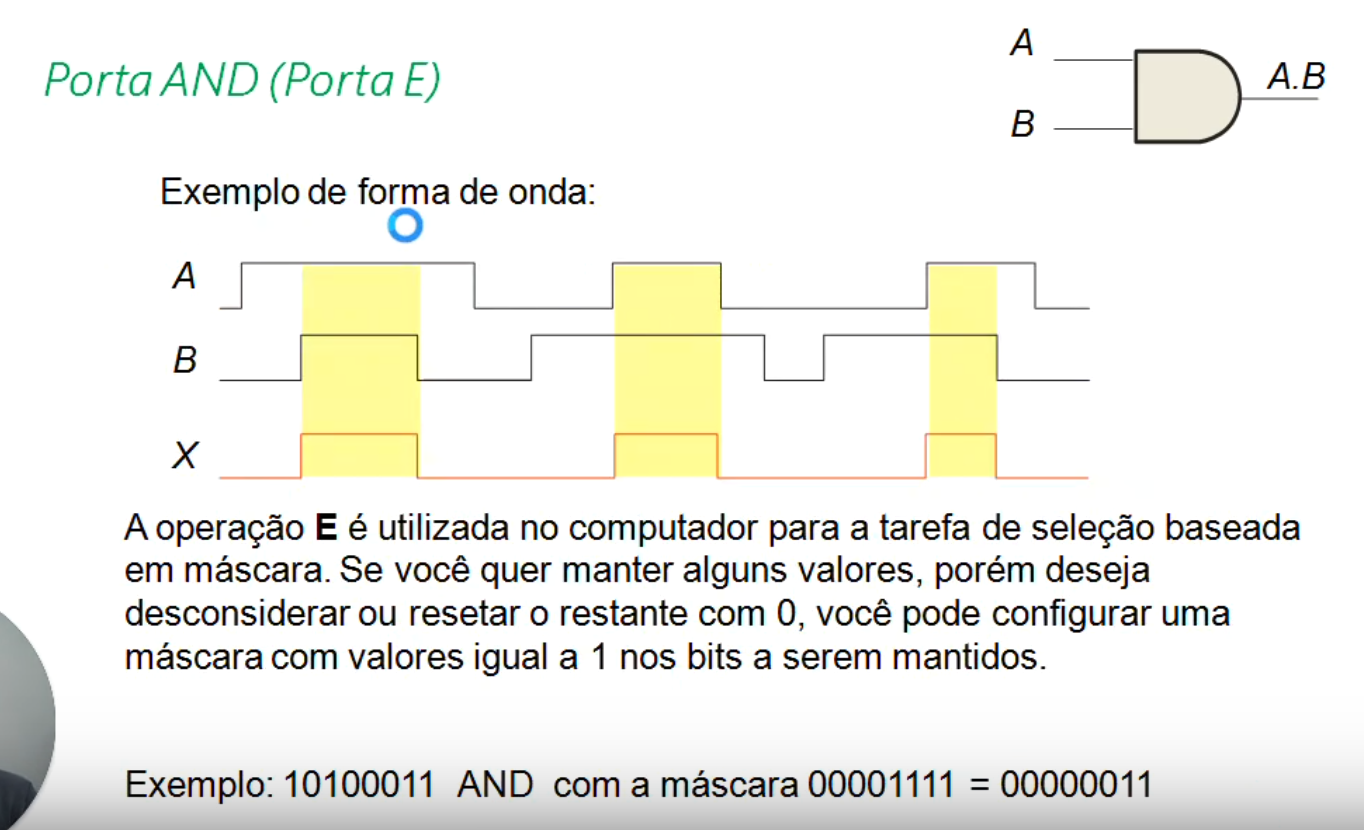 Porta AND (Porta E)
A
B
A.B
Exemplo de forma de onda:
A
B
X
A operação E é utilizada no computador para a tarefa de seleção baseada
em máscara. Se você quer manter alguns valores, porém deseja
desconsiderar ou resetar o restante com 0, você pode configurar uma
máscara com valores igual a 1 nos bits a serem mantidos.
Exemplo: 10100011 AND com a máscara 00001111 = 00000011